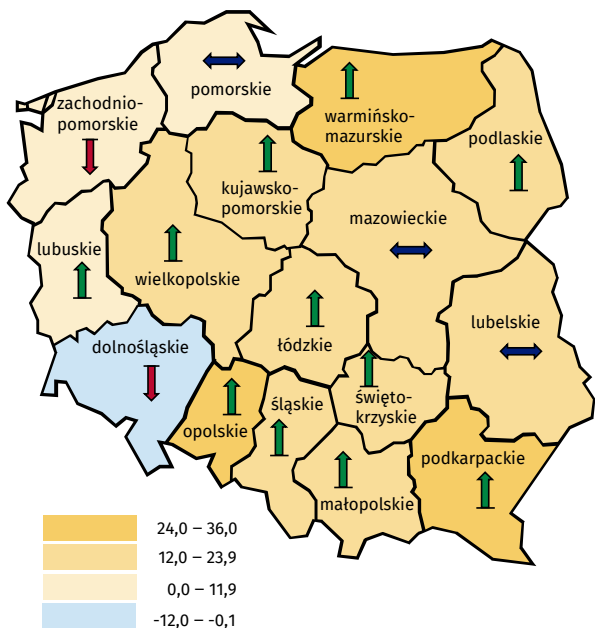 pomorskie
zachodnio-
pomorskie
warmińsko-
mazurskie
podlaskie
kujawsko-
pomorskie
mazowieckie
lubuskie
wielkopolskie
lubelskie
dolnośląskie
łódzkie
święto-
krzyskie
śląskie
opolskie
podkarpackie
małopolskie
24,0 – 36,0
12,0 – 23,9
0,0 – 11,9
-12,0 – -0,1